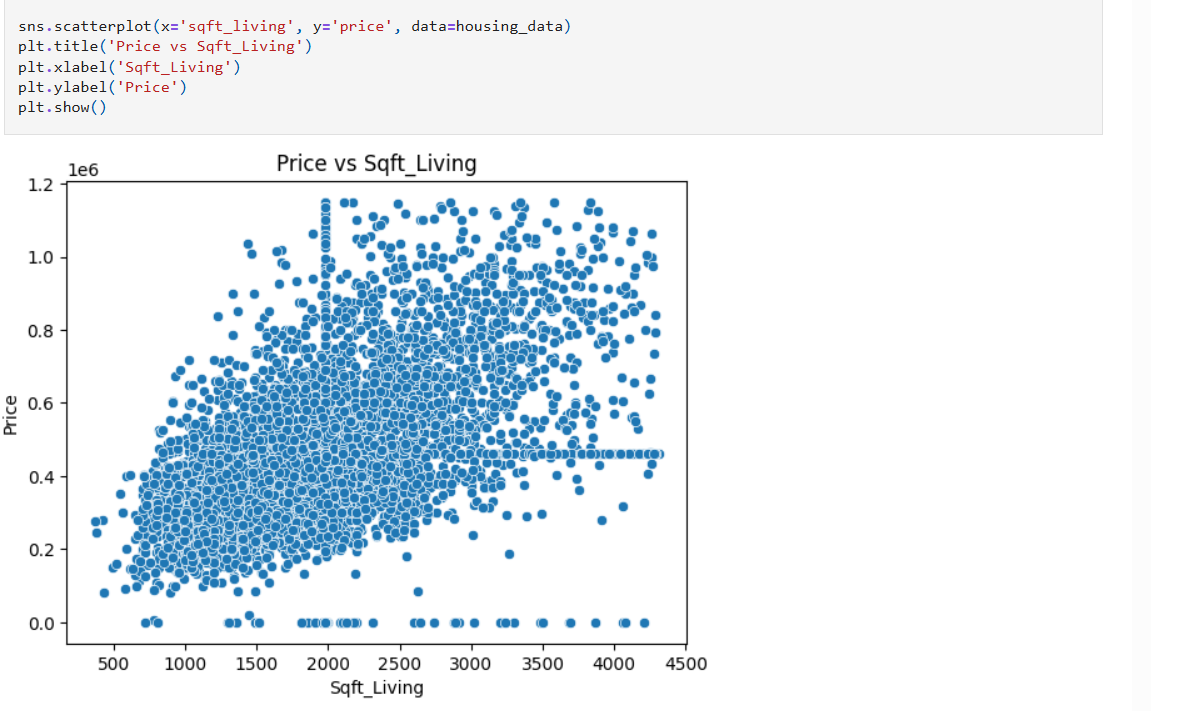 sns.scatterplot(x='sqft_living', y='price', data=housing_data)
plt.title('Price vs Sqft_Living')
plt.xlabel('Sqft_Living')
plt.ylabel('Price')
plt.show()
Price vs Sqft_Living
1e6
1.2
1.0
0.8
0.6
0.4
0.2
0.0
Price
500 1000 1500 2000 2500 3000 3500 4000 4500
Sqft_Living